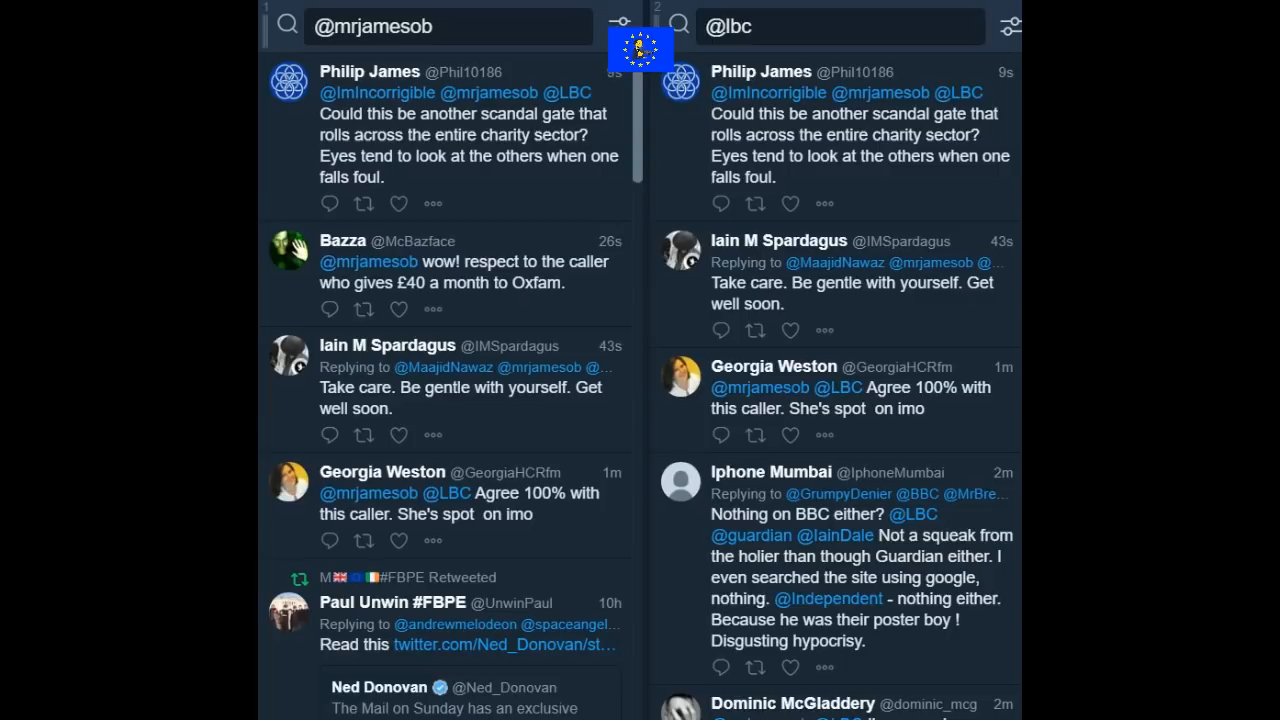 1
@mrjamesob
Philip James @Phil10186 9s
@ImIncorrigible @mrjamesob @LBC
Could this be another scandal gate that
rolls across the entire charity sector?
Eyes tend to look at the others when one
falls foul.
Bazza @McBazface 26s
@mrjamesob wow! respect to the caller
who gives £40 a month to Oxfam.
Iain M Spardagus @IMSpardagus 43s
Replying to @MaajidNawaz @mrjamesob @...
Take care. Be gentle with yourself. Get
well soon.
Georgia Weston @GeorgiaHCRfm 1m
@mrjamesob @LBC Agree 100% with
this caller. She's spot on imo
M🇬🇧🇪🇺🇮🇪#FBPE Retweeted
Paul Unwin #FBPE @UnwinPaul 10h
Replying to @andrewmelodeon @spaceangel...
Read this twitter.com/Ned_Donovan/st...
Ned Donovan @Ned_Donovan
The Mail on Sunday has an exclusive
2
@lbc
Philip James @Phil10186 9s
@ImIncorrigible @mrjamesob @LBC
Could this be another scandal gate that
rolls across the entire charity sector?
Eyes tend to look at the others when one
falls foul.
Iain M Spardagus @IMSpardagus 43s
Replying to @MaajidNawaz @mrjamesob @...
Take care. Be gentle with yourself. Get
well soon.
Georgia Weston @GeorgiaHCRfm 1m
@mrjamesob @LBC Agree 100% with
this caller. She's spot on imo
Iphone Mumbai @IphoneMumbai 2m
Replying to @GrumpyDenier @BBC @MrBre...
Nothing on BBC either? @LBC
@guardian @IainDale Not a squeak from
the holier than though Guardian either. I
even searched the site using google,
nothing. @Independent - nothing either.
Because he was their poster boy !
Disgusting hypocrisy.
Dominic McGladdery @dominic_mcg 2m